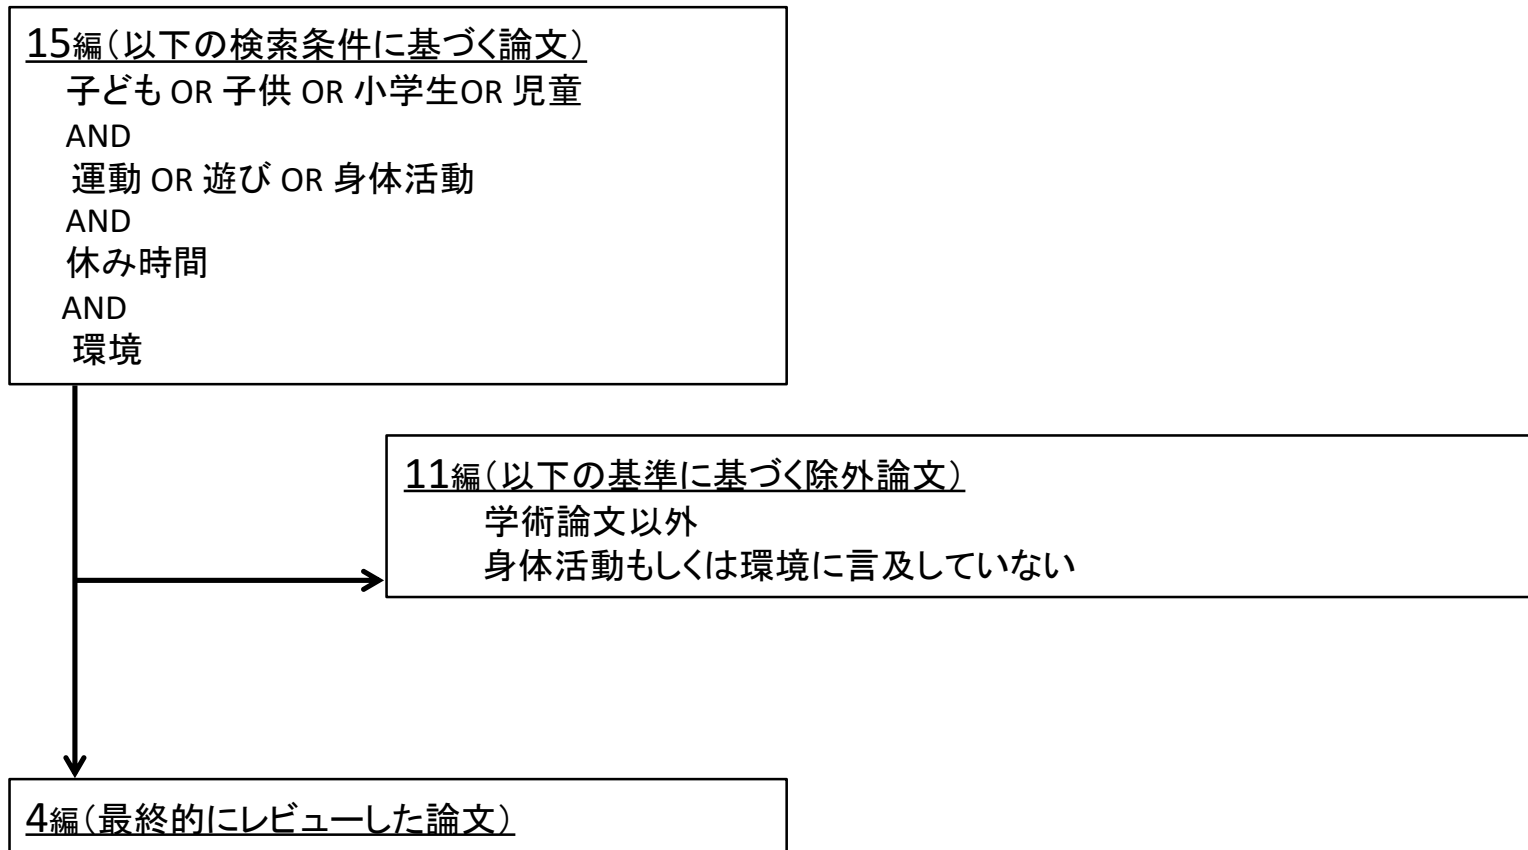 15編（以下の検索条件に基づく論文）
子ども OR 子供 OR 小学生OR 児童
AND
運動 OR 遊び OR 身体活動
AND
休み時間
AND
環境
11編（以下の基準に基づく除外論文）
学術論文以外
身体活動もしくは環境に言及していない
4編（最終的にレビューした論文）